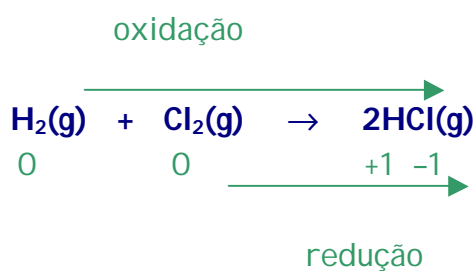 oxidação
H₂(g) + Cl₂(g) → 2HCl(g)
0 0 +1 –1
redução